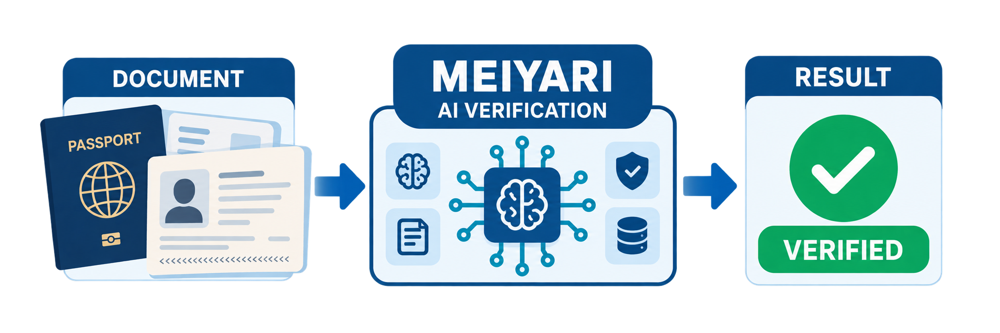 DOCUMENT
PASSPORT
MEIYARI
AI VERIFICATION
RESULT
VERIFIED